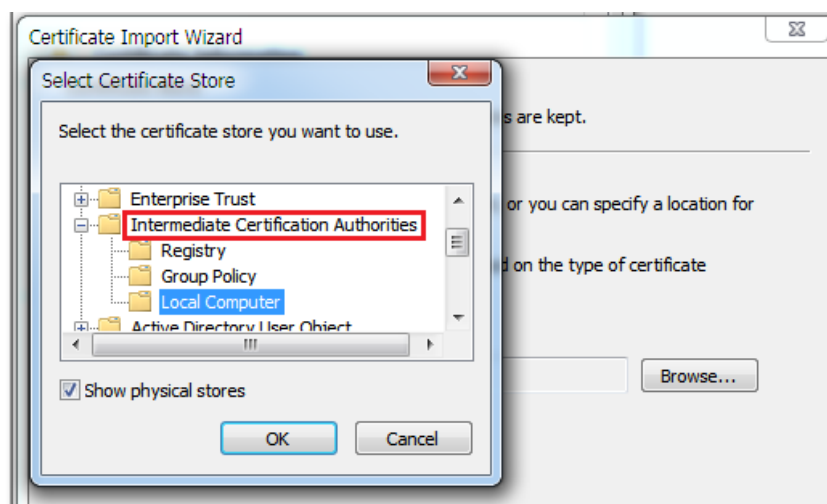 Certificate Import Wizard
Select Certificate Store
s are kept.
Select the certificate store you want to use.
Enterprise Trust
or you can specify a location for
Intermediate Certification Authorities
Registry
Group Policy
d on the type of certificate
Local Computer
Active Directory User Object
Browse...
Show physical stores
OK
Cancel